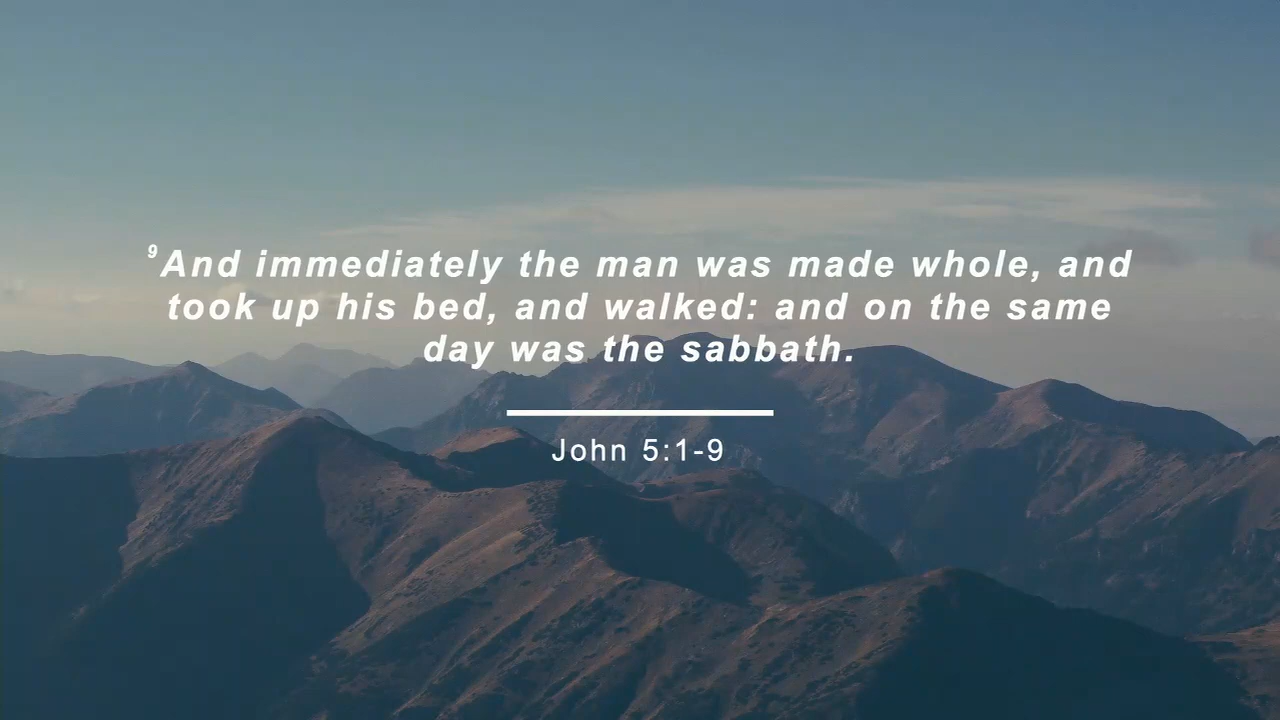 ⁹And immediately the man was made whole, and
took up his bed, and walked: and on the same
day was the sabbath.
John 5:1-9